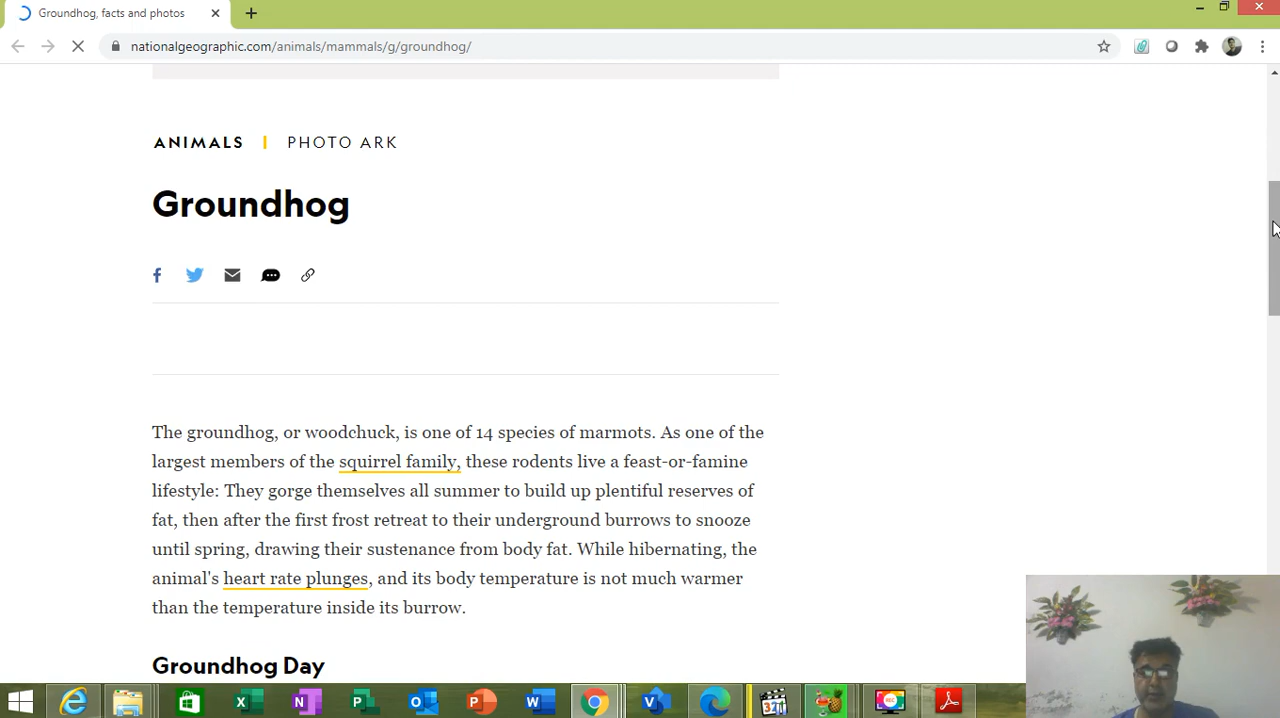 Groundhog, facts and photos
nationalgeographic.com/animals/mammals/g/groundhog/
ANIMALS | PHOTO ARK
Groundhog
The groundhog, or woodchuck, is one of 14 species of marmots. As one of the
largest members of the squirrel family, these rodents live a feast-or-famine
lifestyle: They gorge themselves all summer to build up plentiful reserves of
fat, then after the first frost retreat to their underground burrows to snooze
until spring, drawing their sustenance from body fat. While hibernating, the
animal's heart rate plunges, and its body temperature is not much warmer
than the temperature inside its burrow.
Groundhog Day